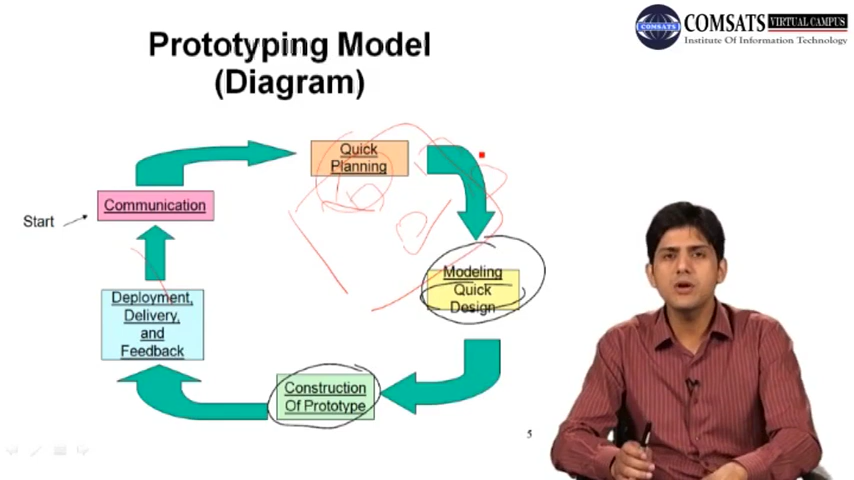 COMSATS VIRTUAL CAMPUS
Institute Of Information Technology
COMSATS
Prototyping Model
(Diagram)
Quick
Planning
Communication
Start
Modeling
Quick
Design
Deployment,
Delivery,
and
Feedback
Construction
Of Prototype
5